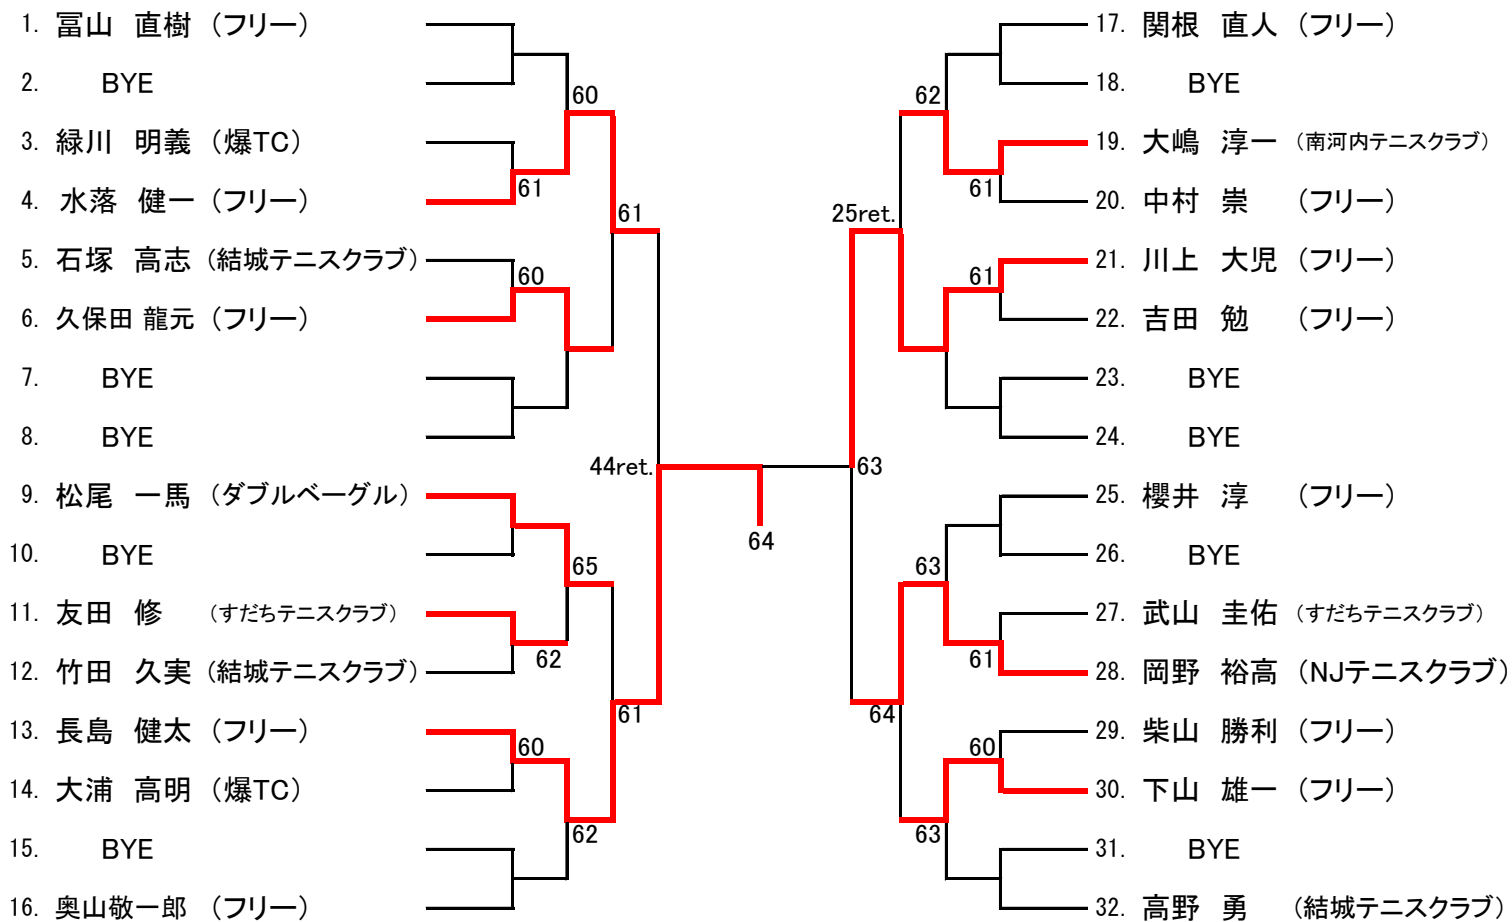 1. 冨山 直樹 (フリー)
2. BYE
3. 緑川 明義 (爆TC)
4. 水落 健一 (フリー)
5. 石塚 高志 (結城テニスクラブ)
6. 久保田 龍元 (フリー)
7. BYE
8. BYE
9. 松尾 一馬 (ダブルベーグル)
10. BYE
11. 友田 修 (すだちテニスクラブ)
12. 竹田 久実 (結城テニスクラブ)
13. 長島 健太 (フリー)
14. 大浦 高明 (爆TC)
15. BYE
16. 奥山敬一郎 (フリー)
60
61
61
60
44ret.
65
62
61
60
62
64
62
61
25ret.
61
63
63
61
64
60
63
17. 関根 直人 (フリー)
18. BYE
19. 大嶋 淳一 (南河内テニスクラブ)
20. 中村 崇 (フリー)
21. 川上 大児 (フリー)
22. 吉田 勉 (フリー)
23. BYE
24. BYE
25. 櫻井 淳 (フリー)
26. BYE
27. 武山 圭佑 (すだちテニスクラブ)
28. 岡野 裕高 (NJテニスクラブ)
29. 柴山 勝利 (フリー)
30. 下山 雄一 (フリー)
31. BYE
32. 高野 勇 (結城テニスクラブ)